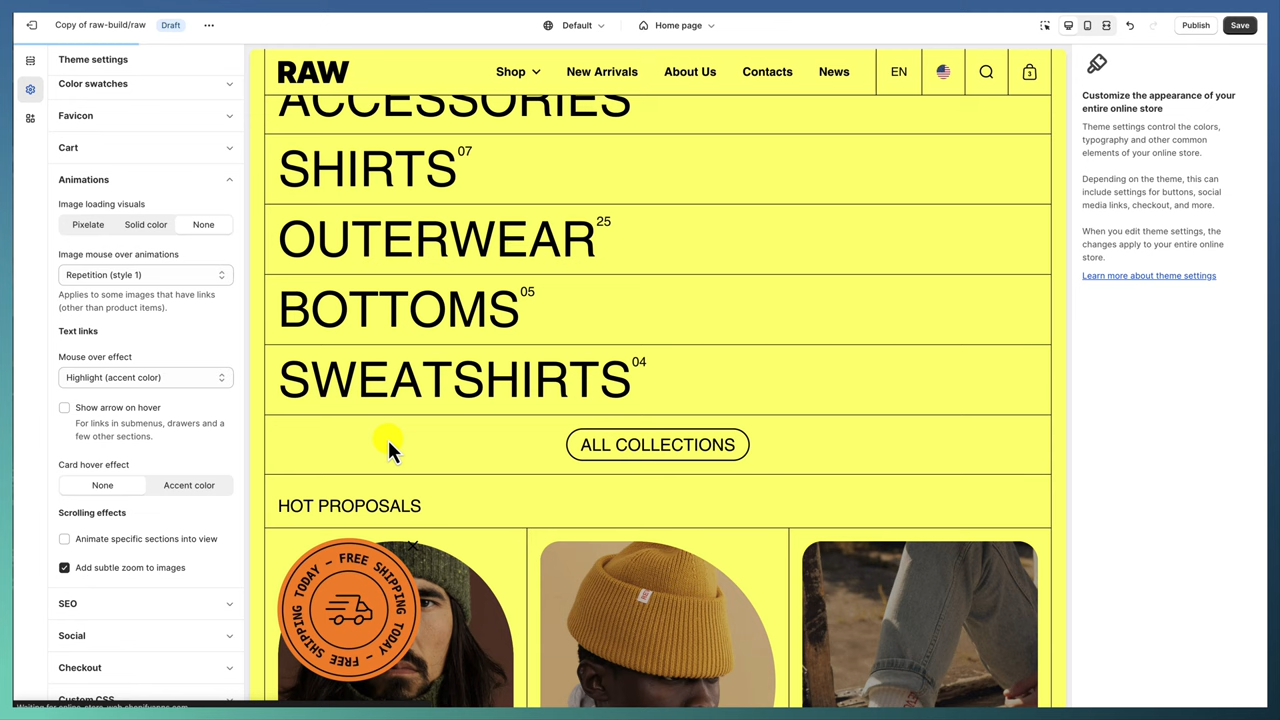 Copy of raw-build/raw
Draft
Default
Home page
Publish
Save
Theme settings
Color swatches
Favicon
Cart
Animations
Image loading visuals
Pixelate
Solid color
None
Image mouse over animations
Repetition (style 1)
Applies to some images that have links
(other than product items).
Text links
Mouse over effect
Highlight (accent color)
Show arrow on hover
For links in submenus, drawers and a
few other sections.
Card hover effect
None
Accent color
Scrolling effects
Animate specific sections into view
Add subtle zoom to images
SEO
Social
Checkout
Custom CSS
RAW
Shop
New Arrivals
About Us
Contacts
News
EN
3
ACCESSORIES
SHIRTS 07
OUTERWEAR 25
BOTTOMS 05
SWEATSHIRTS 04
ALL COLLECTIONS
HOT PROPOSALS
FREE SHIPPING TODAY – FREE SHIPPING TODAY –
Customize the appearance of your
entire online store
Theme settings control the colors,
typography and other common
elements of your online store.
Depending on the theme, this can
include settings for buttons, social
media links, checkout, and more.
When you edit theme settings, the
changes apply to your entire online
store.
Learn more about theme settings